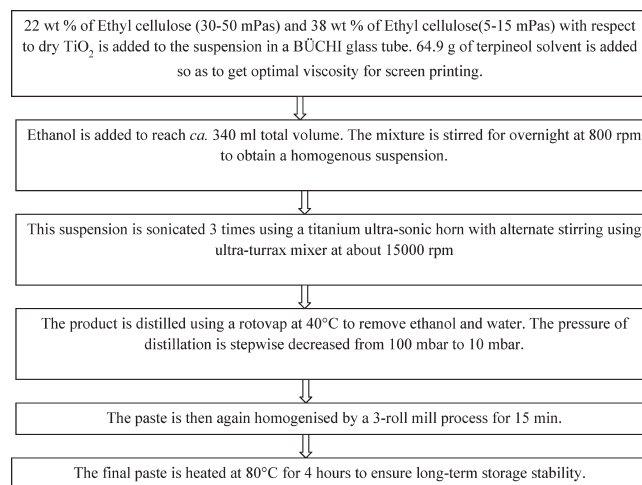 22 wt % of Ethyl cellulose (30-50 mPas) and 38 wt % of Ethyl cellulose(5-15 mPas) with respect
to dry TiO₂ is added to the suspension in a BÜCHI glass tube. 64.9 g of terpineol solvent is added
so as to get optimal viscosity for screen printing.
Ethanol is added to reach ca. 340 ml total volume. The mixture is stirred for overnight at 800 rpm
to obtain a homogenous suspension.
This suspension is sonicated 3 times using a titanium ultra-sonic horn with alternate stirring using
ultra-turrax mixer at about 15000 rpm
The product is distilled using a rotovap at 40°C to remove ethanol and water. The pressure of
distillation is stepwise decreased from 100 mbar to 10 mbar.
The paste is then again homogenised by a 3-roll mill process for 15 min.
The final paste is heated at 80°C for 4 hours to ensure long-term storage stability.